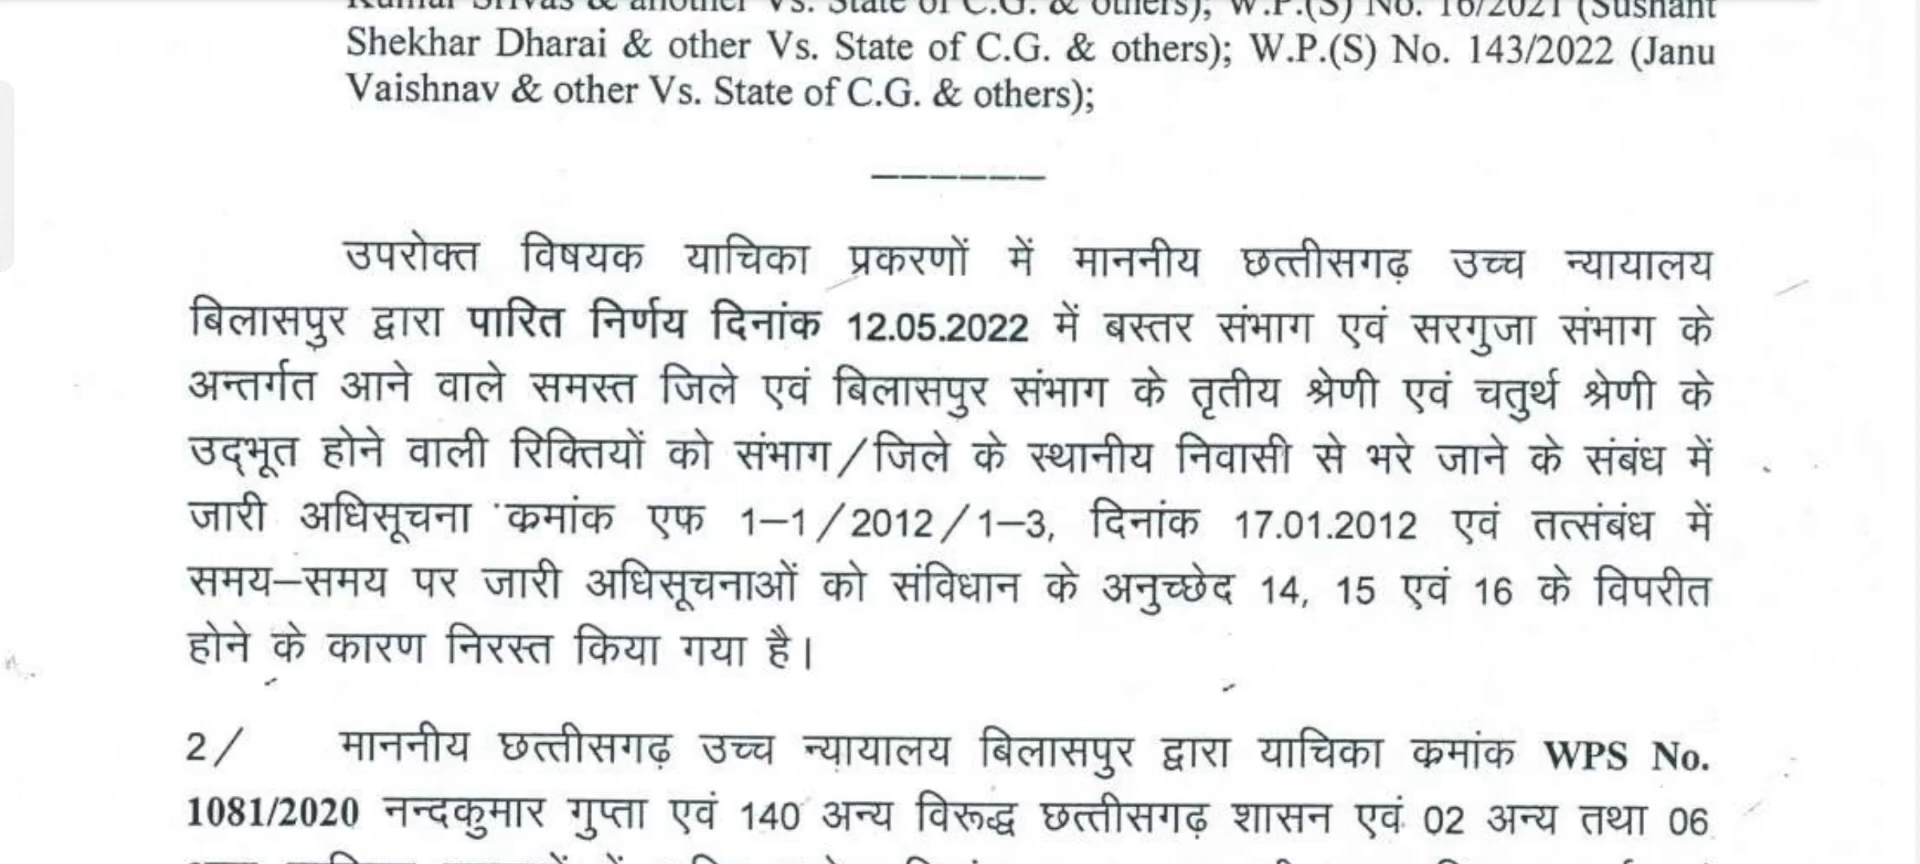 Kumar Srivas & another Vs. State of C.G. & others); W.P.(S) No. 16/2021 (Sushant
Shekhar Dharai & other Vs. State of C.G. & others); W.P.(S) No. 143/2022 (Janu
Vaishnav & other Vs. State of C.G. & others);
उपरोक्त विषयक याचिका प्रकरणों में माननीय छत्तीसगढ़ उच्च न्यायालय
बिलासपुर द्वारा पारित निर्णय दिनांक 12.05.2022 में बस्तर संभाग एवं सरगुजा संभाग के
अन्तर्गत आने वाले समस्त जिले एवं बिलासपुर संभाग के तृतीय श्रेणी एवं चतुर्थ श्रेणी के
उद्भूत होने वाली रिक्तियों को संभाग/जिले के स्थानीय निवासी से भरे जाने के संबंध में
जारी अधिसूचना क्रमांक एफ 1–1/2012/1–3, दिनांक 17.01.2012 एवं तत्संबंध में
समय–समय पर जारी अधिसूचनाओं को संविधान के अनुच्छेद 14, 15 एवं 16 के विपरीत
होने के कारण निरस्त किया गया है।
2/ माननीय छत्तीसगढ़ उच्च न्यायालय बिलासपुर द्वारा याचिका क्रमांक WPS No.
1081/2020 नन्दकुमार गुप्ता एवं 140 अन्य विरूद्ध छत्तीसगढ़ शासन एवं 02 अन्य तथा 06